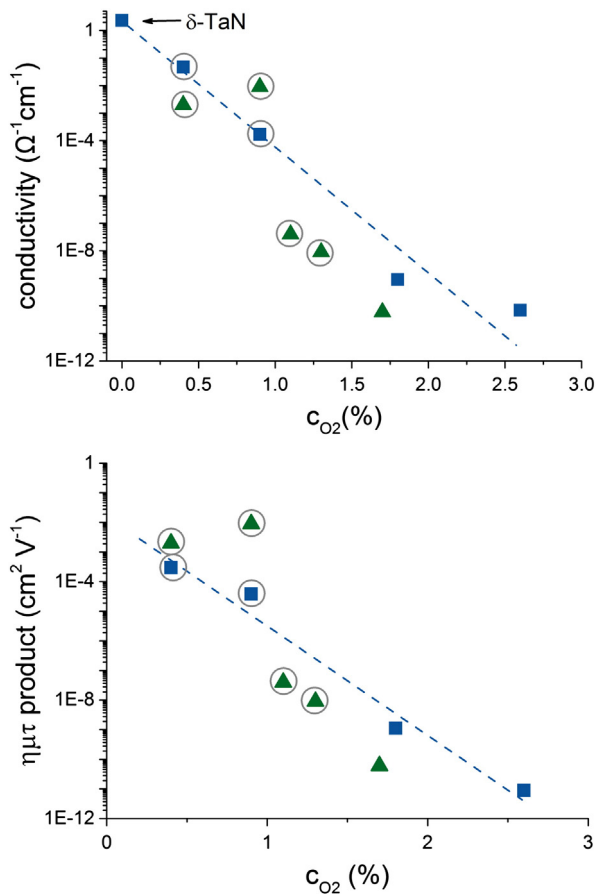 δ-TaN
1
1E-4
1E-8
1E-12
conductivity (Ω⁻¹cm⁻¹)
0.0 0.5 1.0 1.5 2.0 2.5 3.0
c_O2(%)
1
1E-4
1E-8
1E-12
ημτ product (cm² V⁻¹)
0 1 2 3
c_O2 (%)